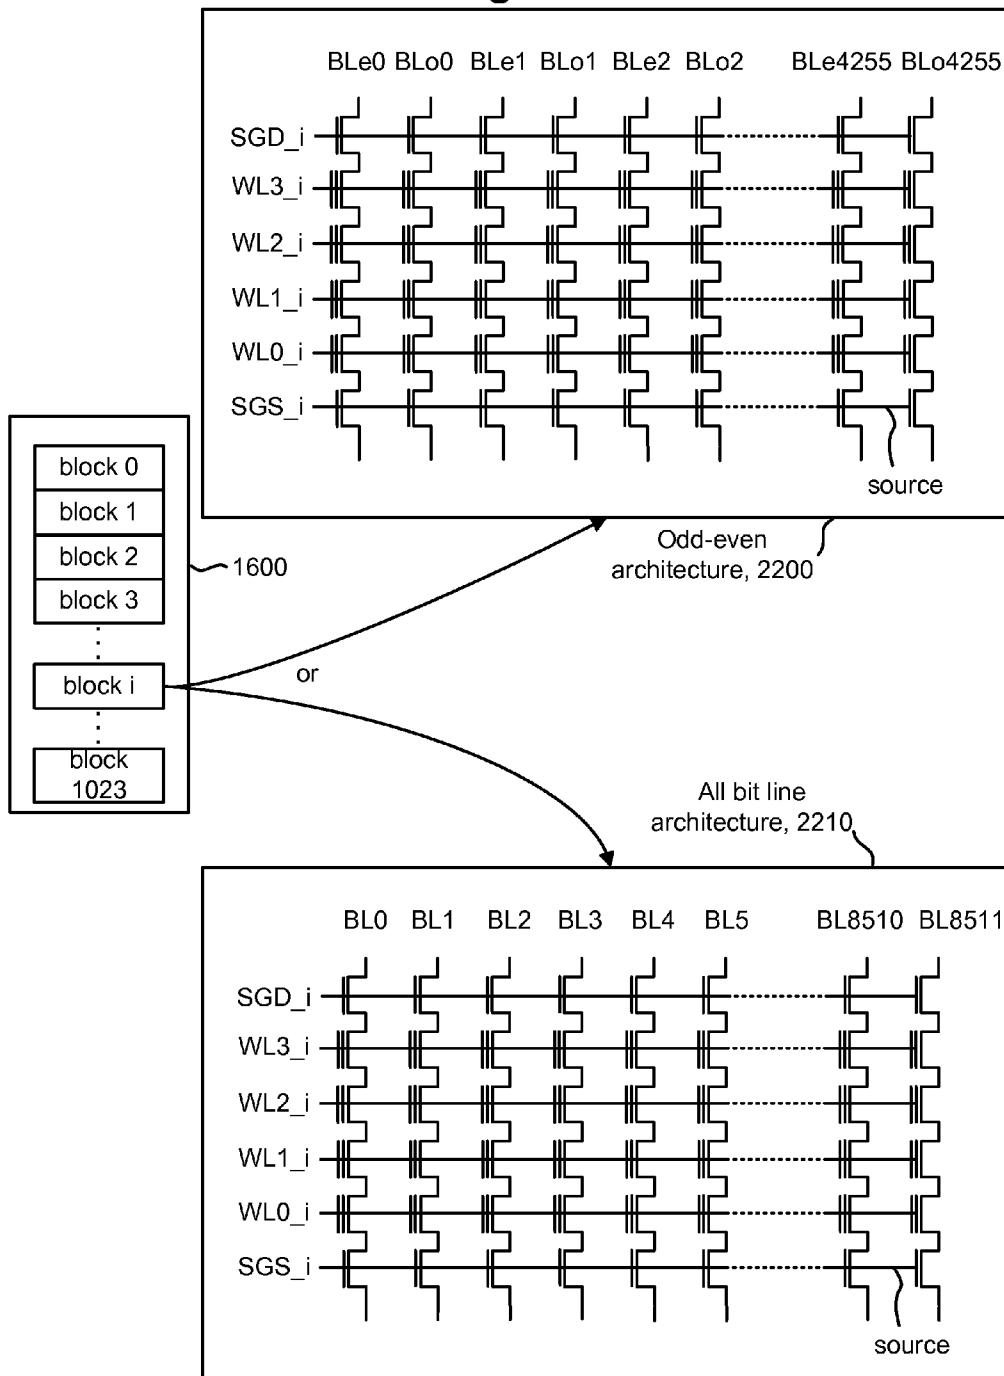 BLe0 BLo0 BLe1 BLo1 BLe2 BLo2 BLe4255 BLo4255
SGD_i
WL3_i
WL2_i
WL1_i
WL0_i
SGS_i
source
block 0
block 1
block 2
block 3
block i
block
1023
1600
or
Odd-even
architecture, 2200
All bit line
architecture, 2210
BL0 BL1 BL2 BL3 BL4 BL5 BL8510 BL8511
SGD_i
WL3_i
WL2_i
WL1_i
WL0_i
SGS_i
source